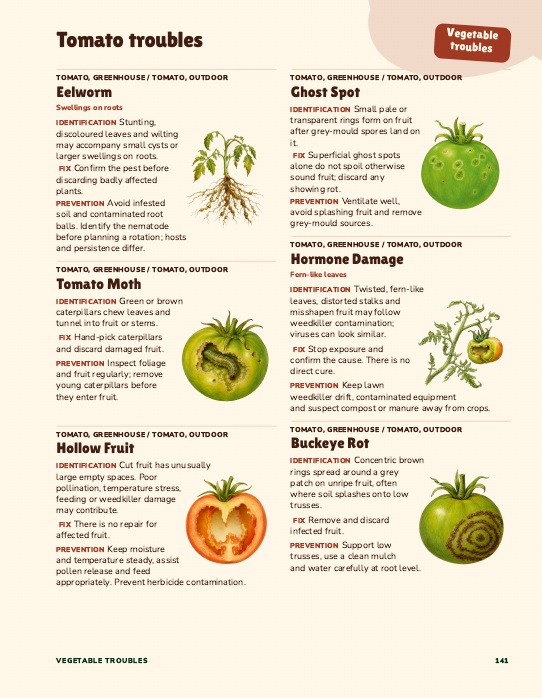 Tomato troubles
Vegetable
troubles
TOMATO, GREENHOUSE / TOMATO, OUTDOOR
Eelworm
Swellings on roots
IDENTIFICATION Stunting,
discoloured leaves and wilting
may accompany small cysts or
larger swellings on roots.
FIX Confirm the pest before
discarding badly affected
plants.
PREVENTION Avoid infested
soil and contaminated root
balls. Identify the nematode
before planning a rotation; hosts
and persistence differ.
TOMATO, GREENHOUSE / TOMATO, OUTDOOR
Tomato Moth
IDENTIFICATION Green or brown
caterpillars chew leaves and
tunnel into fruit or stems.
FIX Hand-pick caterpillars
and discard damaged fruit.
PREVENTION Inspect foliage
and fruit regularly; remove
young caterpillars before
they enter fruit.
TOMATO, GREENHOUSE / TOMATO, OUTDOOR
Hollow Fruit
IDENTIFICATION Cut fruit has unusually
large empty spaces. Poor
pollination, temperature stress,
feeding or weedkiller damage
may contribute.
FIX There is no repair for
affected fruit.
PREVENTION Keep moisture
and temperature steady, assist
pollen release and feed
appropriately. Prevent herbicide contamination.
TOMATO, GREENHOUSE / TOMATO, OUTDOOR
Ghost Spot
IDENTIFICATION Small pale or
transparent rings form on fruit
after grey-mould spores land on
it.
FIX Superficial ghost spots
alone do not spoil otherwise
sound fruit; discard any
showing rot.
PREVENTION Ventilate well,
avoid splashing fruit and remove
grey-mould sources.
TOMATO, GREENHOUSE / TOMATO, OUTDOOR
Hormone Damage
Fern-like leaves
IDENTIFICATION Twisted, fern-like
leaves, distorted stalks and
misshapen fruit may follow
weedkiller contamination;
viruses can look similar.
FIX Stop exposure and
confirm the cause. There is no
direct cure.
PREVENTION Keep lawn
weedkiller drift, contaminated equipment
and suspect compost or manure away from crops.
TOMATO, GREENHOUSE / TOMATO, OUTDOOR
Buckeye Rot
IDENTIFICATION Concentric brown
rings spread around a grey
patch on unripe fruit, often
where soil splashes onto low
trusses.
FIX Remove and discard
infected fruit.
PREVENTION Support low
trusses, use a clean mulch
and water carefully at root level.
VEGETABLE TROUBLES
141